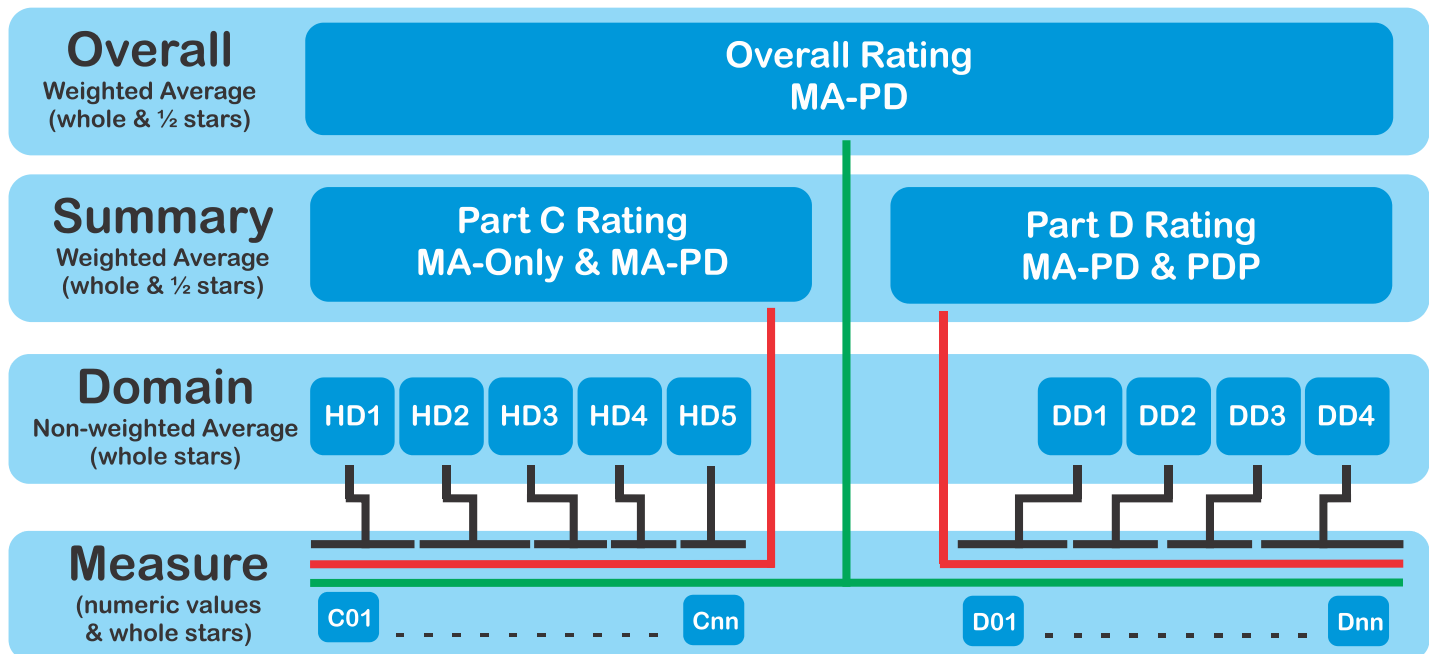 Overall
Weighted Average
(whole & ½ stars)
Overall Rating
MA-PD
Summary
Weighted Average
(whole & ½ stars)
Part C Rating
MA-Only & MA-PD
Part D Rating
MA-PD & PDP
Domain
Non-weighted Average
(whole stars)
HD1 HD2 HD3 HD4 HD5 DD1 DD2 DD3 DD4
Measure
(numeric values
& whole stars)
C01 Cnn D01 Dnn